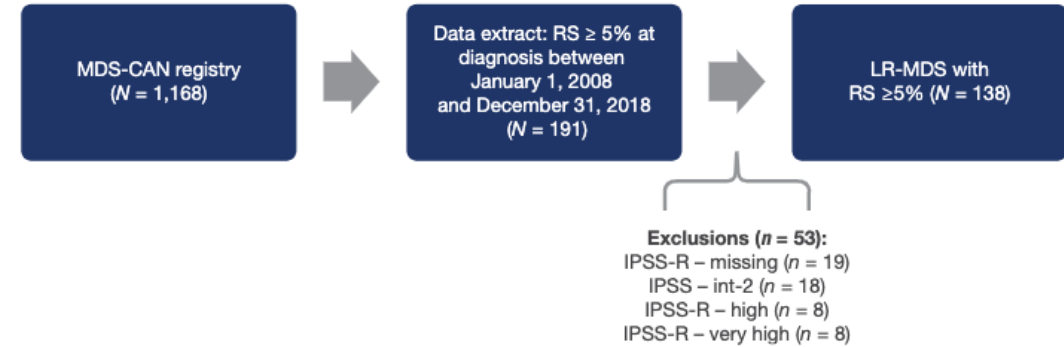 MDS-CAN registry
(N = 1,168)
Data extract: RS ≥ 5% at
diagnosis between
January 1, 2008
and December 31, 2018
(N = 191)
LR-MDS with
RS ≥5% (N = 138)
Exclusions (n = 53):
IPSS-R – missing (n = 19)
IPSS – int-2 (n = 18)
IPSS-R – high (n = 8)
IPSS-R – very high (n = 8)